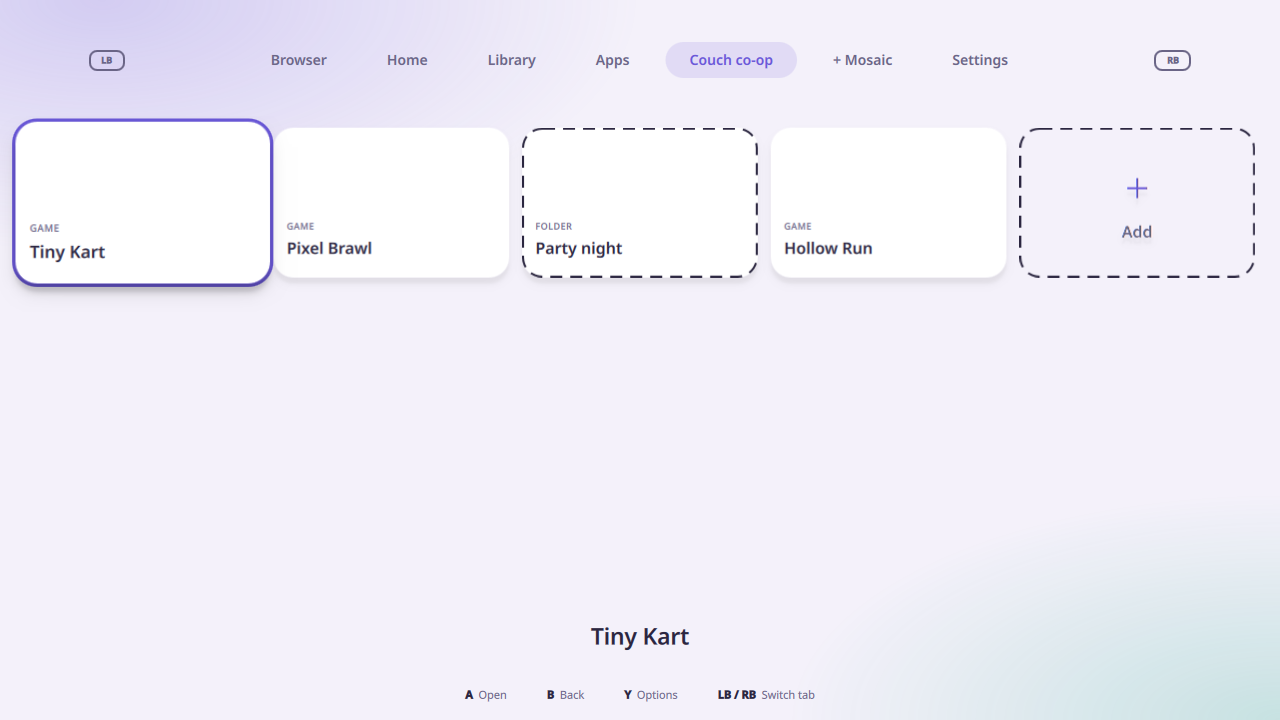 LB
Browser
Home
Library
Apps
Couch co-op
+ Mosaic
Settings
RB
GAME
Tiny Kart
GAME
Pixel Brawl
FOLDER
Party night
GAME
Hollow Run
+
Add
Tiny Kart
A Open
B Back
Y Options
LB / RB Switch tab